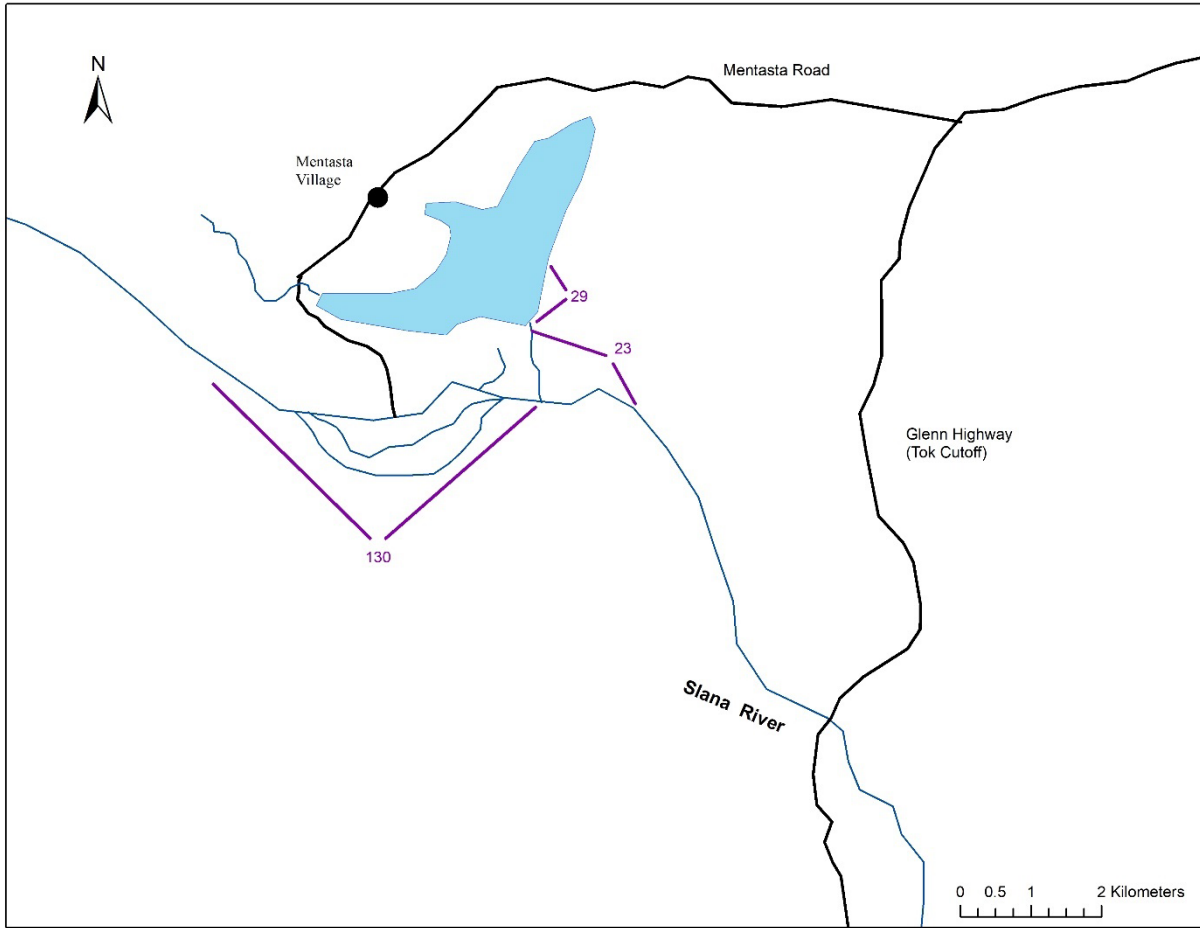 N
Mentasta Road
Mentasta
Village
29
23
Glenn Highway
(Tok Cutoff)
130
Slana River
0 0.5 1 2 Kilometers